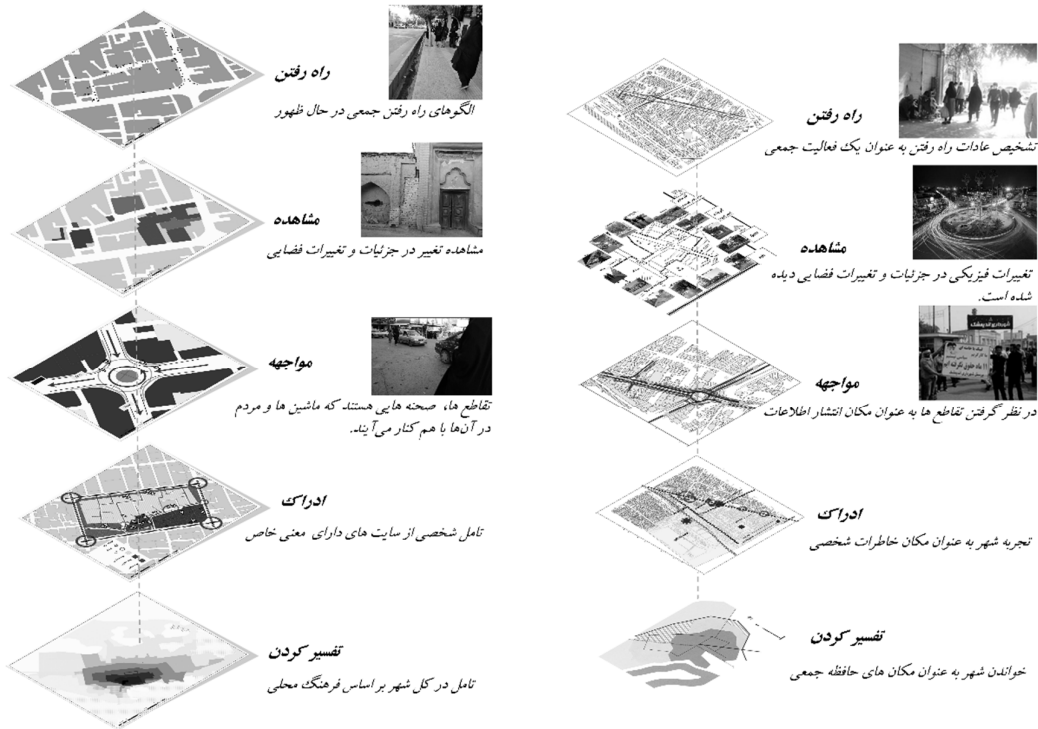 راه رفتن
تشخیص عادات راه رفتن به عنوان یک فعالیت جمعی
مشاهده
تغییرات فیزیکی در جزئیات و تغییرات فضایی دیده
شده است.
مواجهه
در نظر گرفتن تقاطع ها به عنوان مکان انتشار اطلاعات
ادراک
تجربه شهر به عنوان مکان خاطرات شخصی
تفسیر کردن
خواندن شهر به عنوان مکان های حافظه جمعی
راه رفتن
الگوهای راه رفتن جمعی در حال ظهور
مشاهده
مشاهده تغییر در جزئیات و تغییرات فضایی
مواجهه
تقاطع ها، صحنه هایی هستند که ماشین ها و مردم
در آن‌ها با هم کنار می‌آیند.
ادراک
تامل شخصی از سایت های دارای معنی خاص
تفسیر کردن
تامل در کل شهر بر اساس فرهنگ محلی